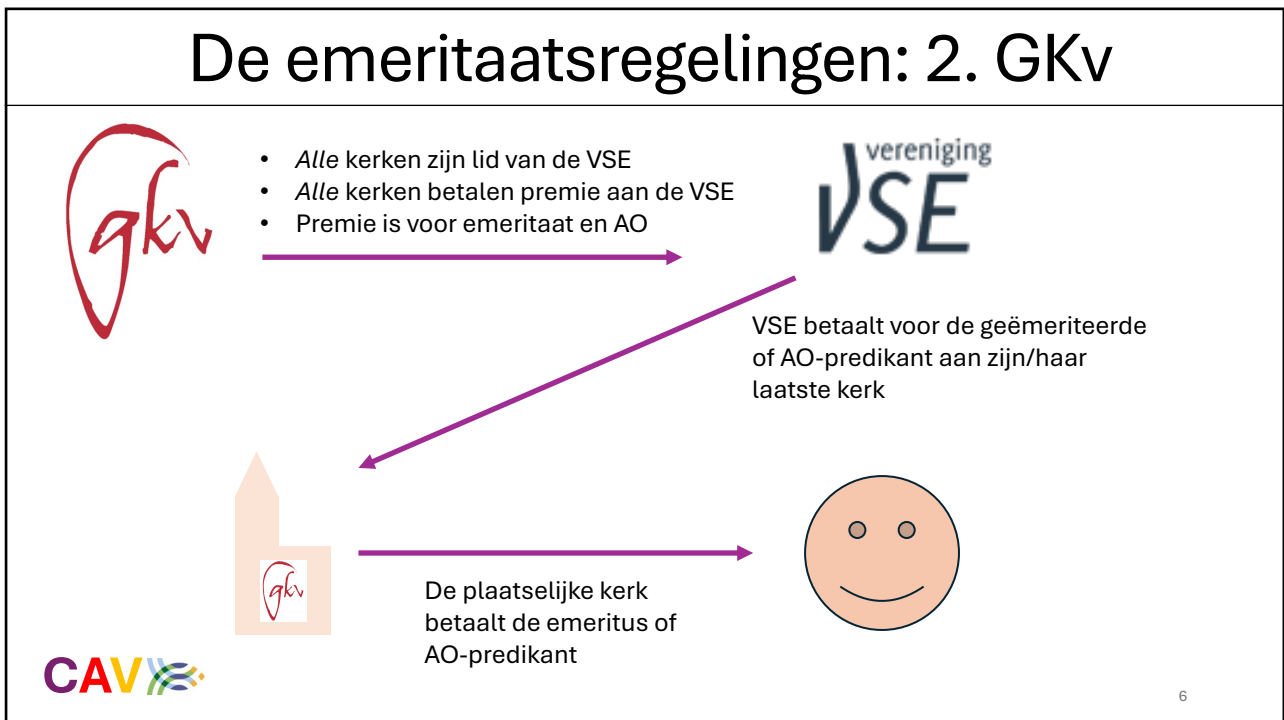 De emeritaatsregelingen: 2. GKv
gkv
• Alle kerken zijn lid van de VSE
• Alle kerken betalen premie aan de VSE
• Premie is voor emeritaat en AO
vereniging
VSE
VSE betaalt voor de geëmeriteerde
of AO-predikant aan zijn/haar
laatste kerk
gkv
De plaatselijke kerk
betaalt de emeritus of
AO-predikant
CAV
6